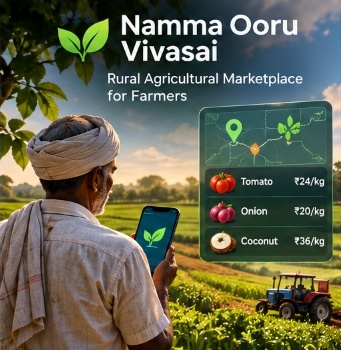 Namma Ooru
Vivasai
Rural Agricultural Marketplace
for Farmers
Tomato ₹24/kg
Onion ₹20/kg
Coconut ₹36/kg